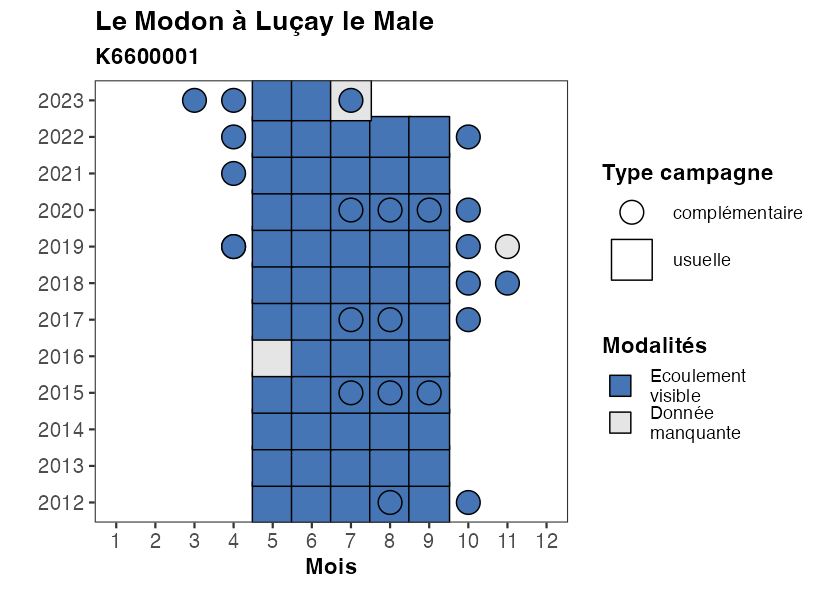 Le Modon à Luçay le Male
K6600001
2023
2022
2021
2020
2019
2018
2017
2016
2015
2014
2013
2012
1 2 3 4 5 6 7 8 9 10 11 12
Mois
Type campagne
complémentaire
usuelle
Modalités
Ecoulement
visible
Donnée
manquante